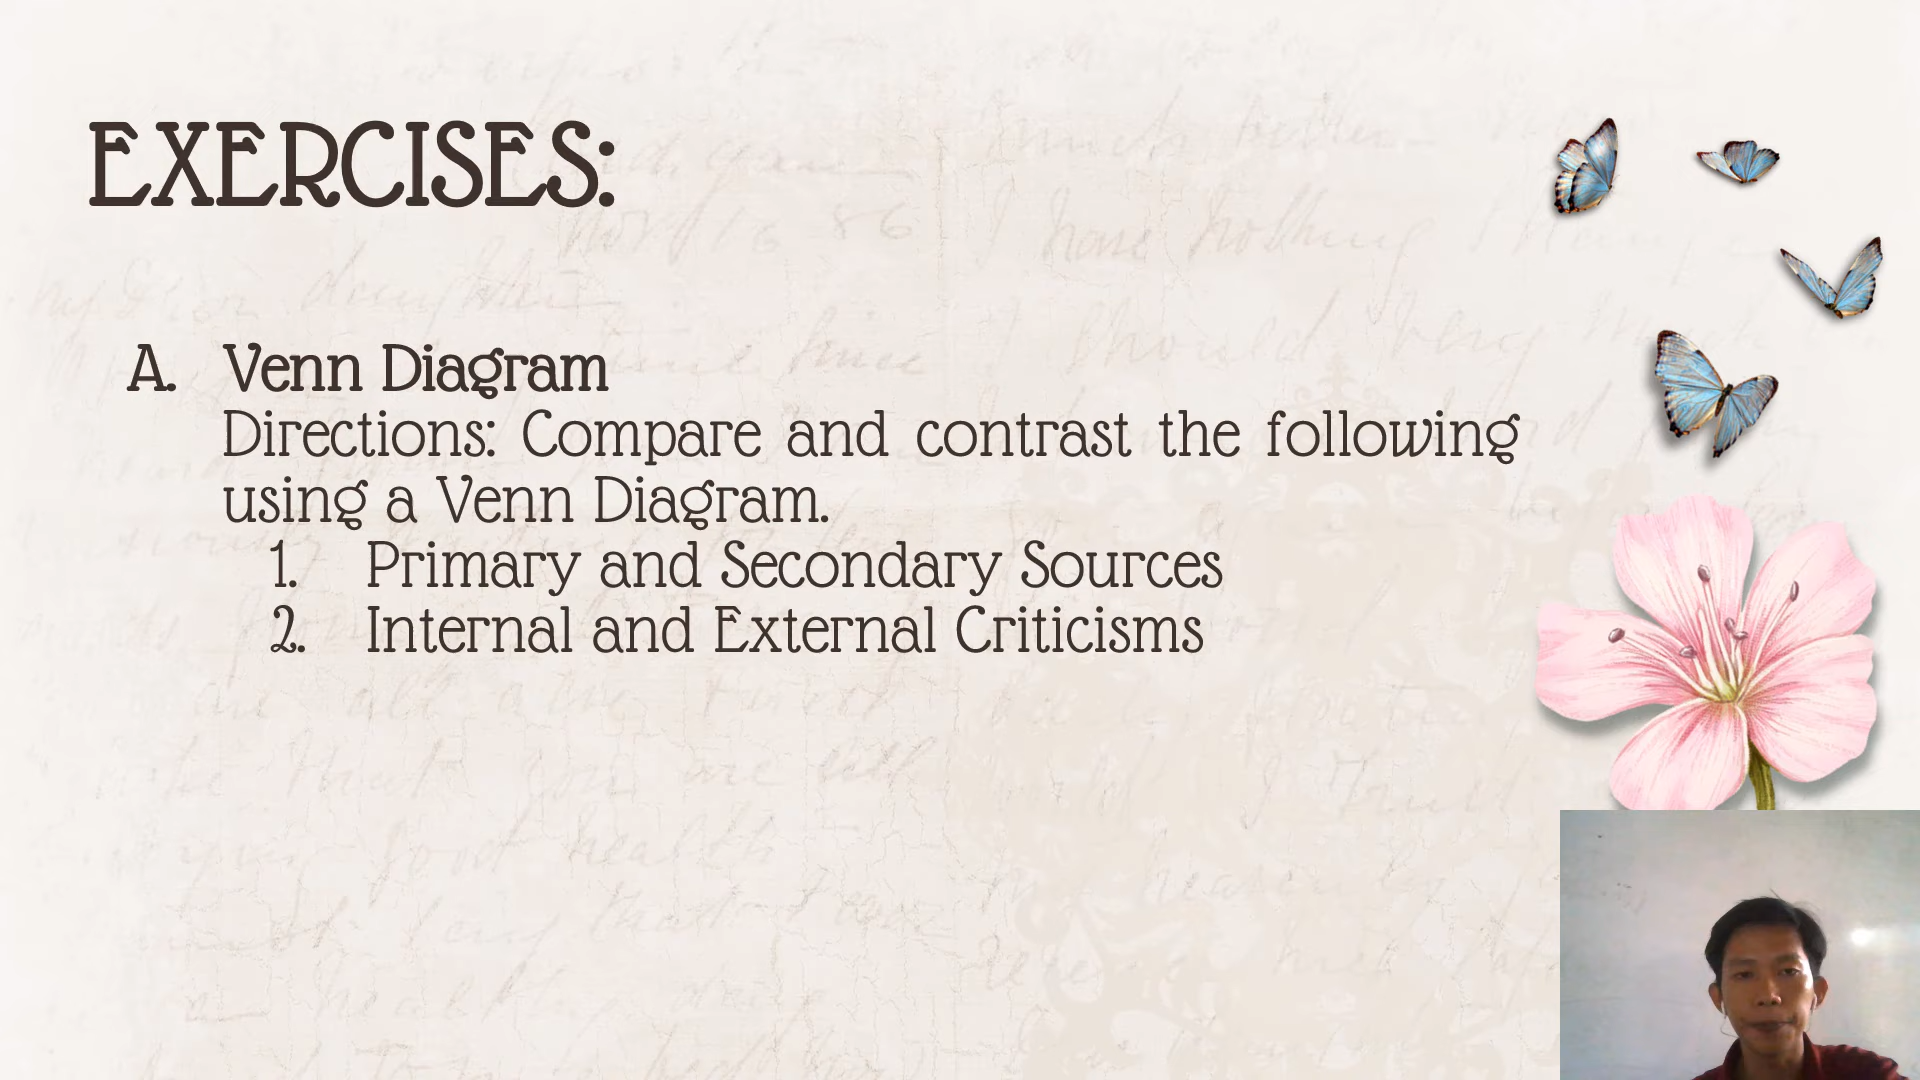 EXERCISES:
A. Venn Diagram
Directions: Compare and contrast the following
using a Venn Diagram.
1. Primary and Secondary Sources
2. Internal and External Criticisms